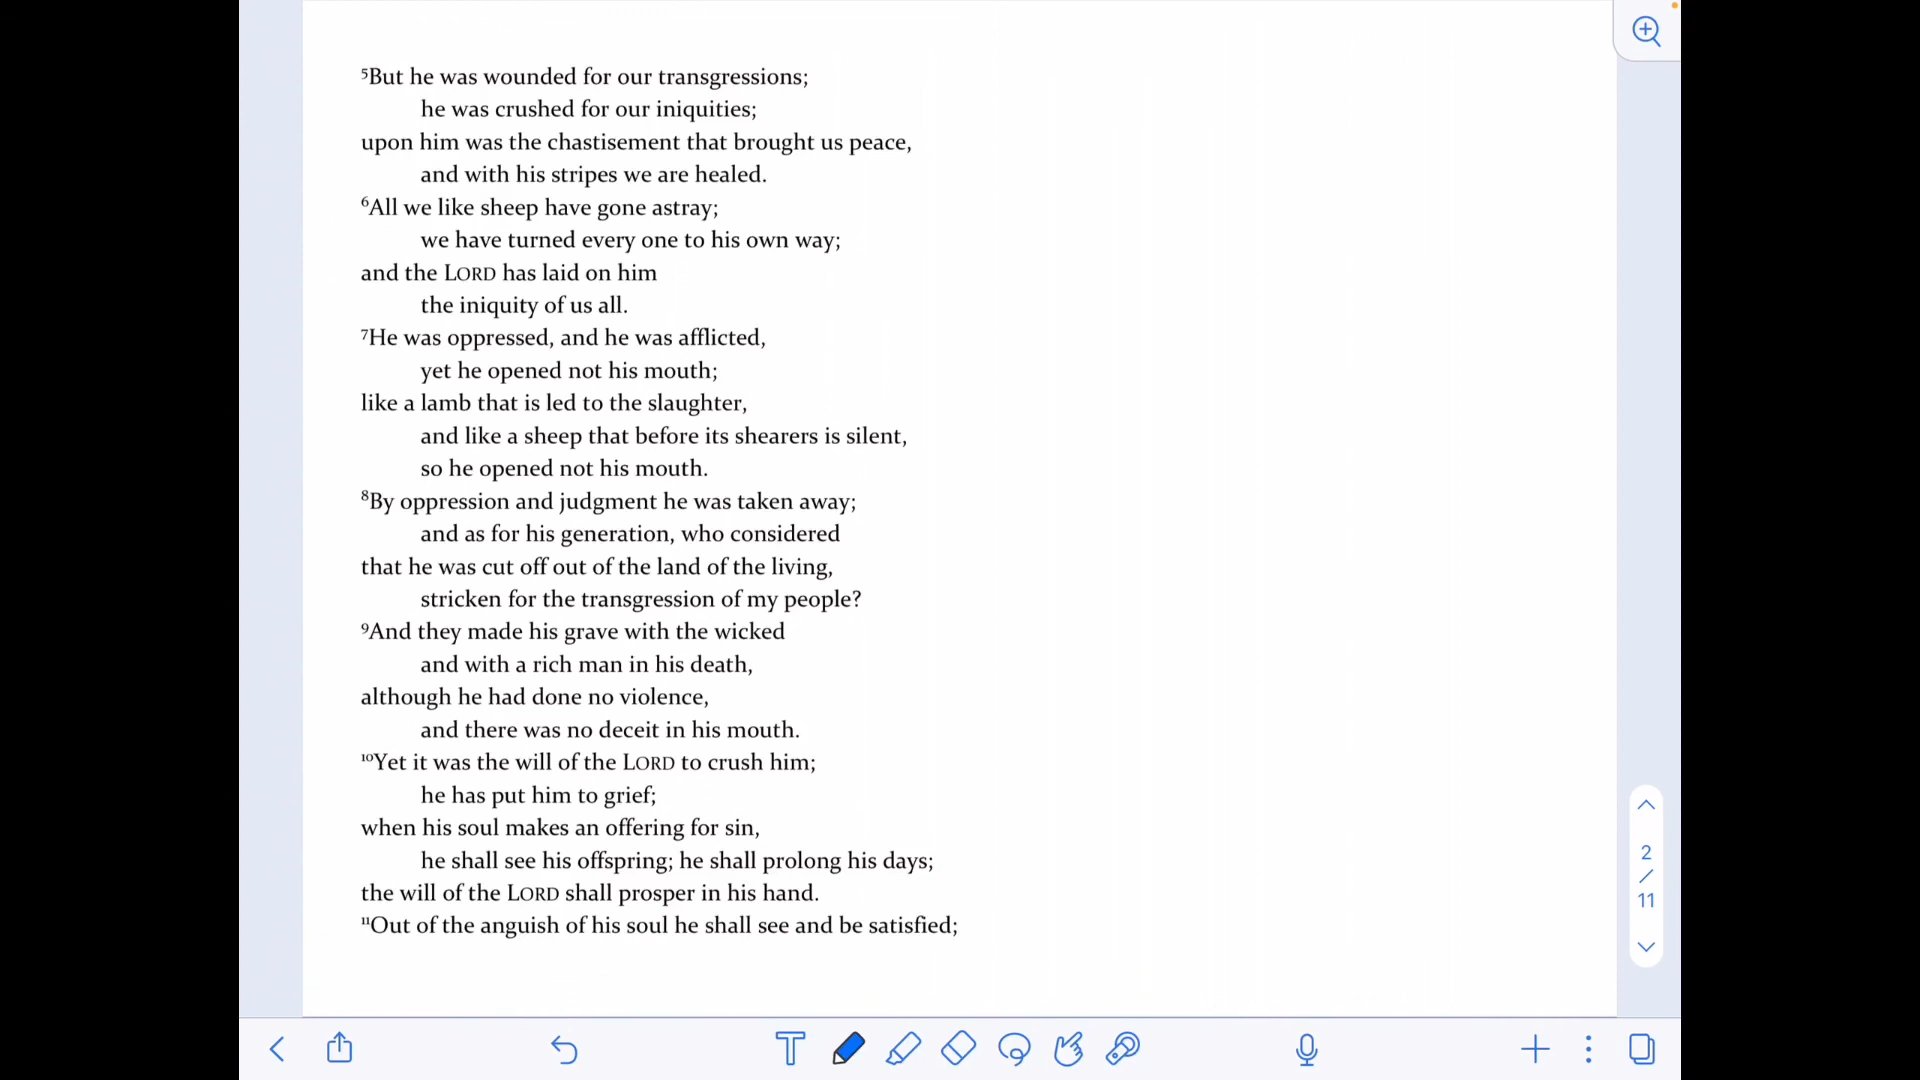 ⁵But he was wounded for our transgressions;
he was crushed for our iniquities;
upon him was the chastisement that brought us peace,
and with his stripes we are healed.
⁶All we like sheep have gone astray;
we have turned every one to his own way;
and the LORD has laid on him
the iniquity of us all.
⁷He was oppressed, and he was afflicted,
yet he opened not his mouth;
like a lamb that is led to the slaughter,
and like a sheep that before its shearers is silent,
so he opened not his mouth.
⁸By oppression and judgment he was taken away;
and as for his generation, who considered
that he was cut off out of the land of the living,
stricken for the transgression of my people?
⁹And they made his grave with the wicked
and with a rich man in his death,
although he had done no violence,
and there was no deceit in his mouth.
¹⁰Yet it was the will of the LORD to crush him;
he has put him to grief;
when his soul makes an offering for sin,
he shall see his offspring; he shall prolong his days;
the will of the LORD shall prosper in his hand.
¹¹Out of the anguish of his soul he shall see and be satisfied;
2
/
11